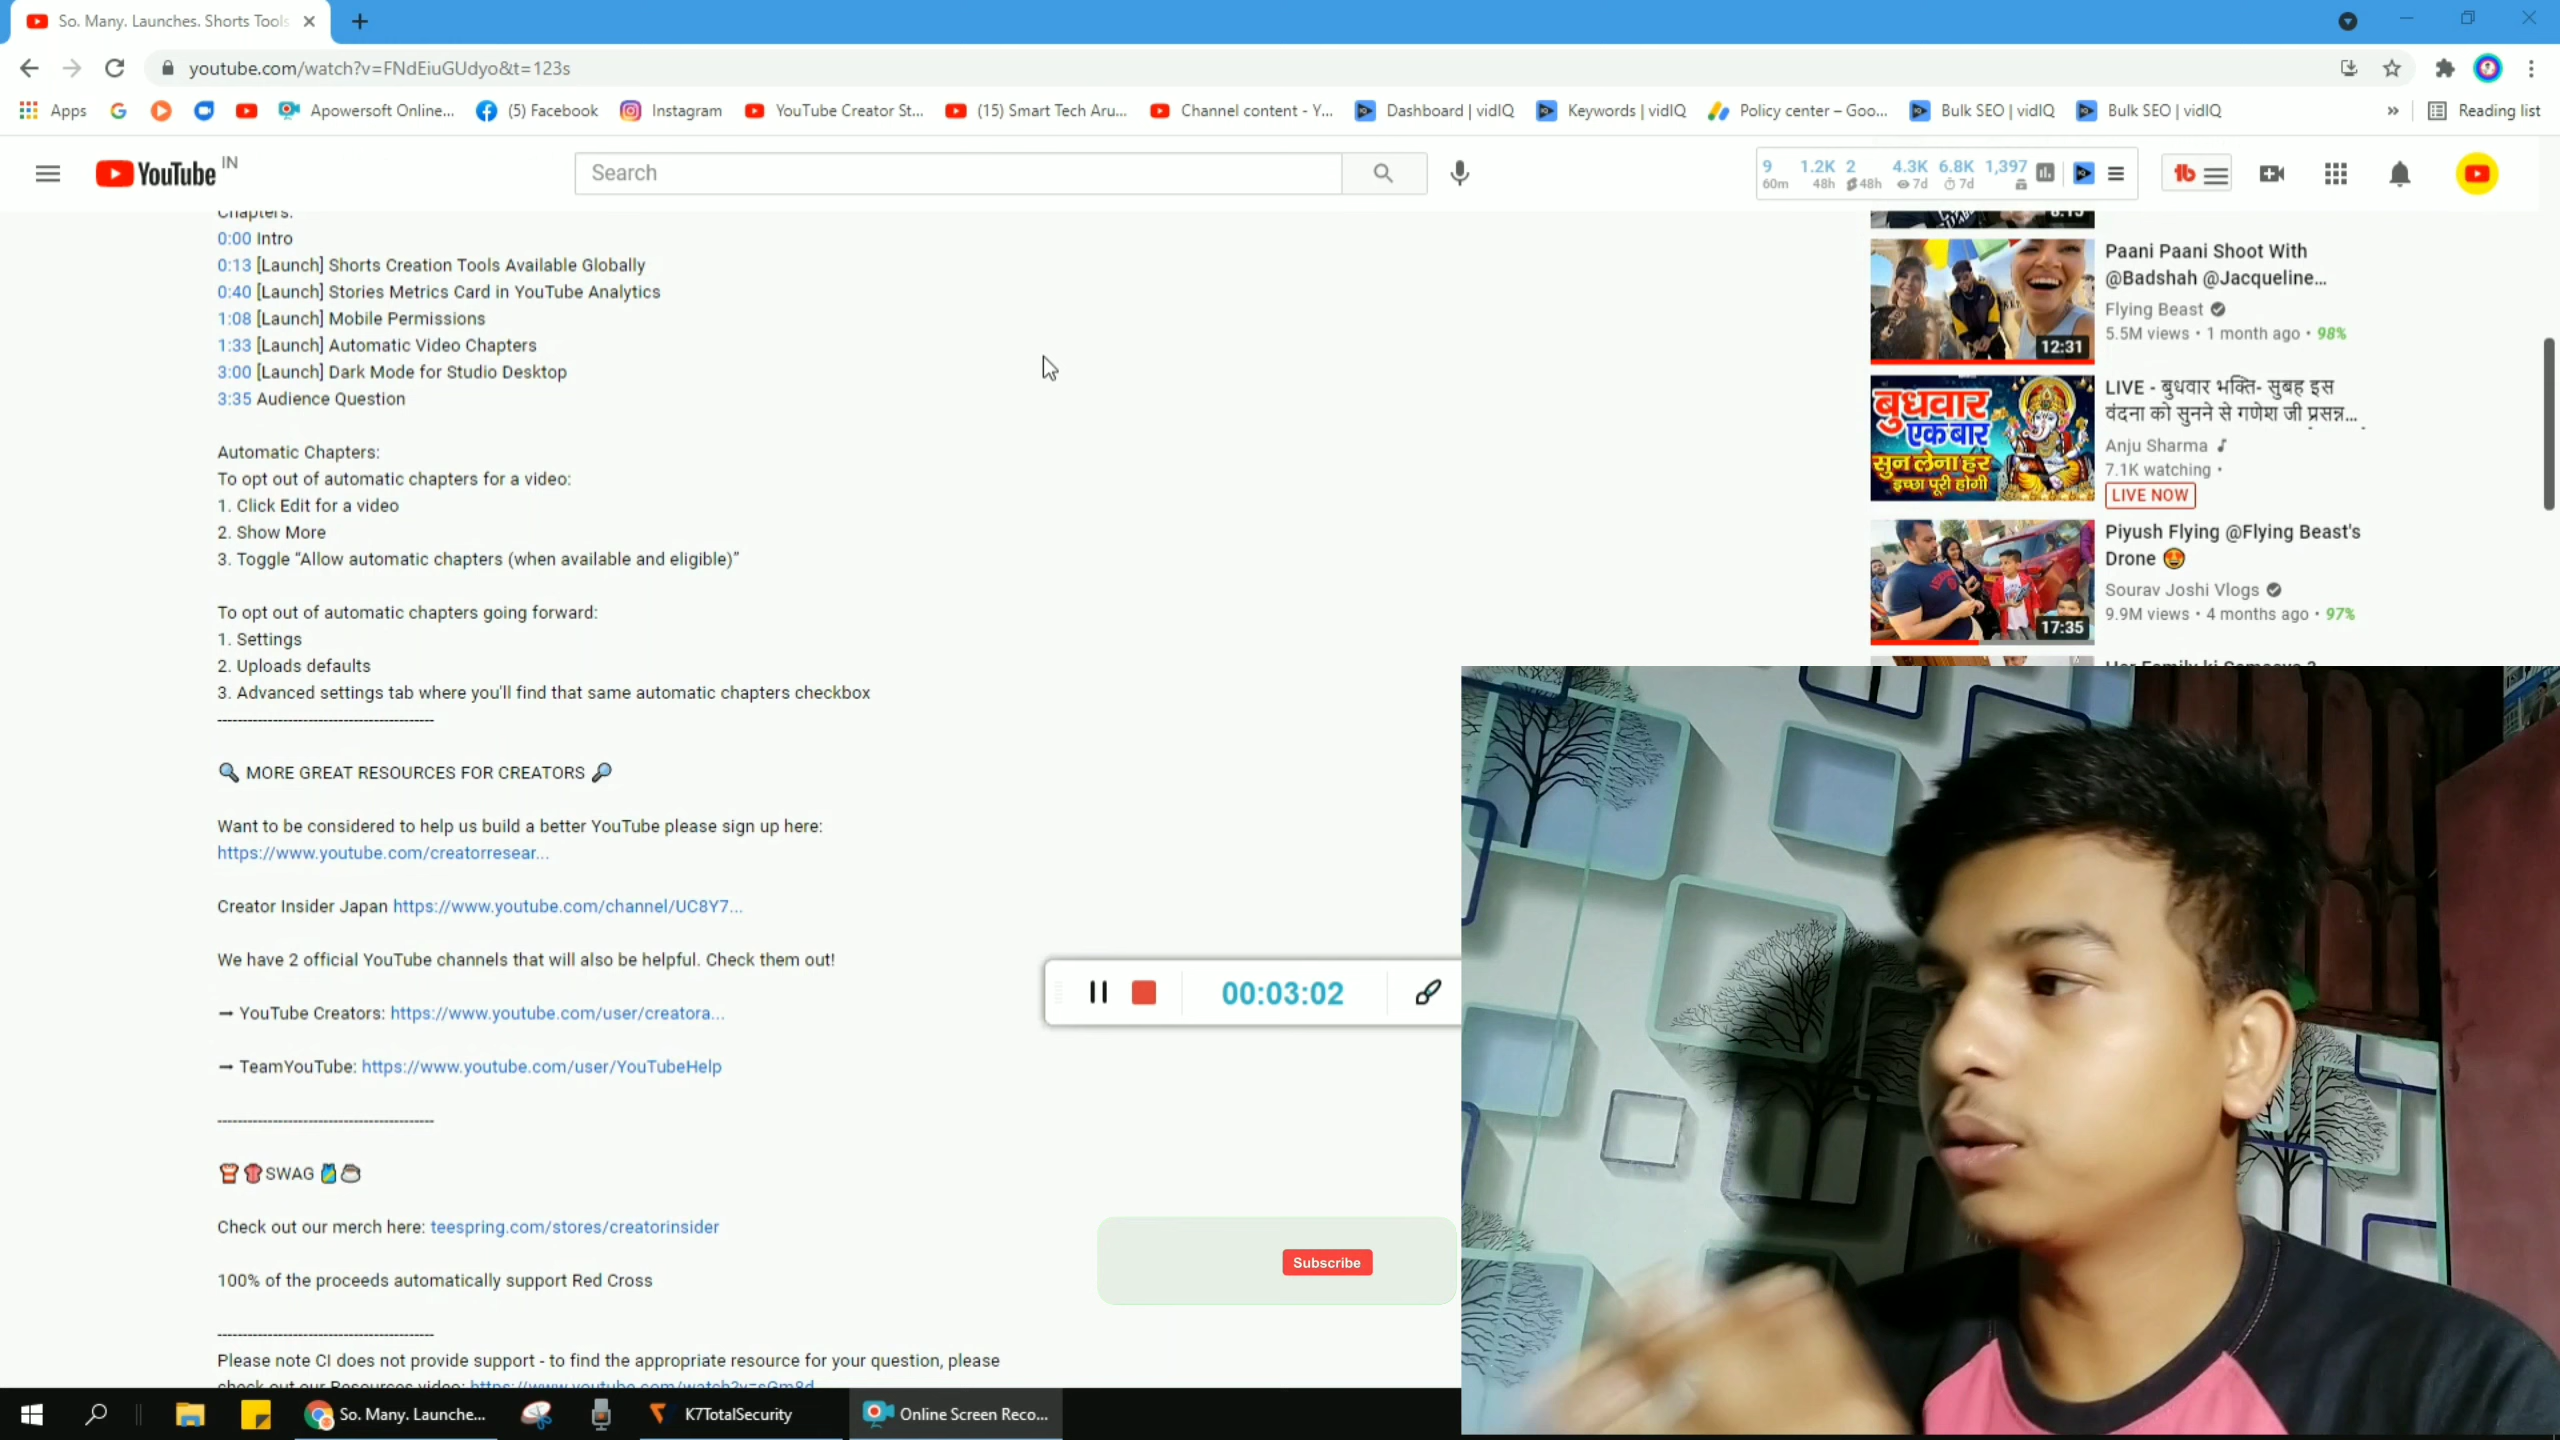 So. Many. Launches. Shorts Tools
youtube.com/watch?v=FNdEiuGUdyo&t=123s
Apps
Apowersoft Online...
(5) Facebook
Instagram
YouTube Creator St...
(15) Smart Tech Aru...
Channel content - Y...
Dashboard | vidIQ
Keywords | vidIQ
Policy center – Goo...
Bulk SEO | vidIQ
Bulk SEO | vidIQ
Reading list
YouTube IN
Search
9 1.2K 2 4.3K 6.8K 1,397
60m 48h 48h 7d 7d
Chapters:
0:00 Intro
0:13 [Launch] Shorts Creation Tools Available Globally
0:40 [Launch] Stories Metrics Card in YouTube Analytics
1:08 [Launch] Mobile Permissions
1:33 [Launch] Automatic Video Chapters
3:00 [Launch] Dark Mode for Studio Desktop
3:35 Audience Question
Automatic Chapters:
To opt out of automatic chapters for a video:
1. Click Edit for a video
2. Show More
3. Toggle “Allow automatic chapters (when available and eligible)”
To opt out of automatic chapters going forward:
1. Settings
2. Uploads defaults
3. Advanced settings tab where you'll find that same automatic chapters checkbox
-------------------------------------------
🔍 MORE GREAT RESOURCES FOR CREATORS 🔎
Want to be considered to help us build a better YouTube please sign up here:
https://www.youtube.com/creatorresear...
Creator Insider Japan https://www.youtube.com/channel/UC8Y7...
We have 2 official YouTube channels that will also be helpful. Check them out!
→ YouTube Creators: https://www.youtube.com/user/creatora...
→ TeamYouTube: https://www.youtube.com/user/YouTubeHelp
-------------------------------------------
SWAG
Check out our merch here: teespring.com/stores/creatorinsider
100% of the proceeds automatically support Red Cross
-------------------------------------------
Please note CI does not provide support - to find the appropriate resource for your question, please
check out our Resources video: https://www.youtube.com/watch?v=sGm8d...
8:15
Paani Paani Shoot With
@Badshah @Jacqueline...
Flying Beast
5.5M views • 1 month ago • 98%
12:31
बुधवार
एक बार
सुन लेना हर
इच्छा पूरी होगी
LIVE - बुधवार भक्ति- सुबह इस
वंदना को सुनने से गणेश जी प्रसन्न...
Anju Sharma
7.1K watching •
LIVE NOW
Piyush Flying @Flying Beast's
Drone 😍
Sourav Joshi Vlogs
9.9M views • 4 months ago • 97%
17:35
00:03:02
Subscribe
So. Many. Launche...
K7TotalSecurity
Online Screen Reco...